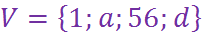 V = {1; a; 56; d}